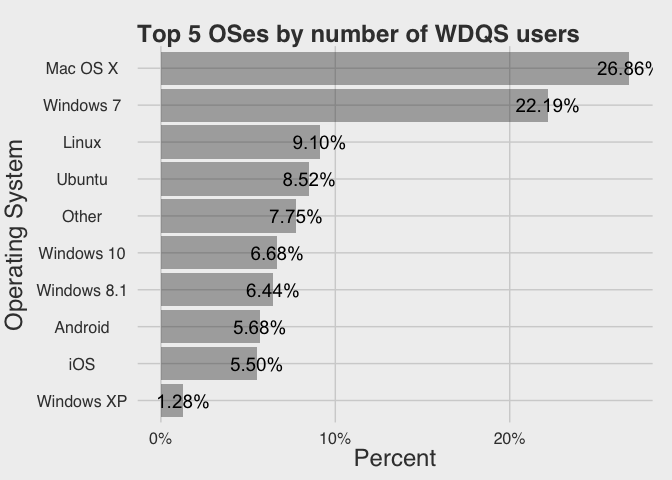 Top 5 OSes by number of WDQS users
Operating System
Mac OS X 26.86%
Windows 7 22.19%
Linux 9.10%
Ubuntu 8.52%
Other 7.75%
Windows 10 6.68%
Windows 8.1 6.44%
Android 5.68%
iOS 5.50%
Windows XP 1.28%
0% 10% 20%
Percent